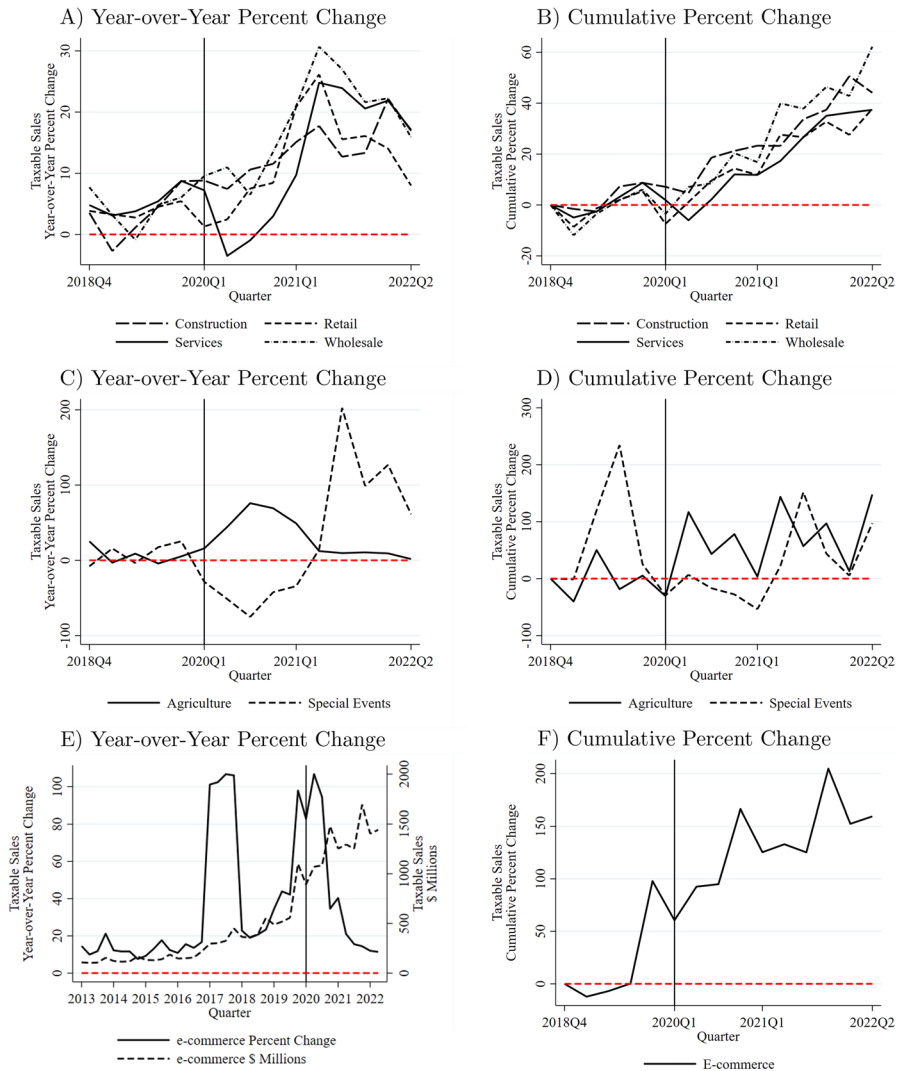 A) Year-over-Year Percent Change
Taxable Sales
Year-over-Year Percent Change
30
20
10
0
2018Q4 2020Q1 2021Q1 2022Q2
Quarter
Construction Retail
Services Wholesale
B) Cumulative Percent Change
Taxable Sales
Cumulative Percent Change
60
40
20
0
-20
2018Q4 2020Q1 2021Q1 2022Q2
Quarter
Construction Retail
Services Wholesale
C) Year-over-Year Percent Change
Taxable Sales
Year-over-Year Percent Change
200
100
0
-100
2018Q4 2020Q1 2021Q1 2022Q2
Quarter
Agriculture Special Events
D) Cumulative Percent Change
Taxable Sales
Cumulative Percent Change
300
200
100
0
-100
2018Q4 2020Q1 2021Q1 2022Q2
Quarter
Agriculture Special Events
E) Year-over-Year Percent Change
Taxable Sales
Year-over-Year Percent Change
100
80
60
40
20
0
2000
1500
1000
500
0
Taxable Sales
$ Millions
2013 2014 2015 2016 2017 2018 2019 2020 2021 2022
Quarter
e-commerce Percent Change
e-commerce $ Millions
F) Cumulative Percent Change
Taxable Sales
Cumulative Percent Change
200
150
100
50
0
2018Q4 2020Q1 2021Q1 2022Q2
Quarter
E-commerce